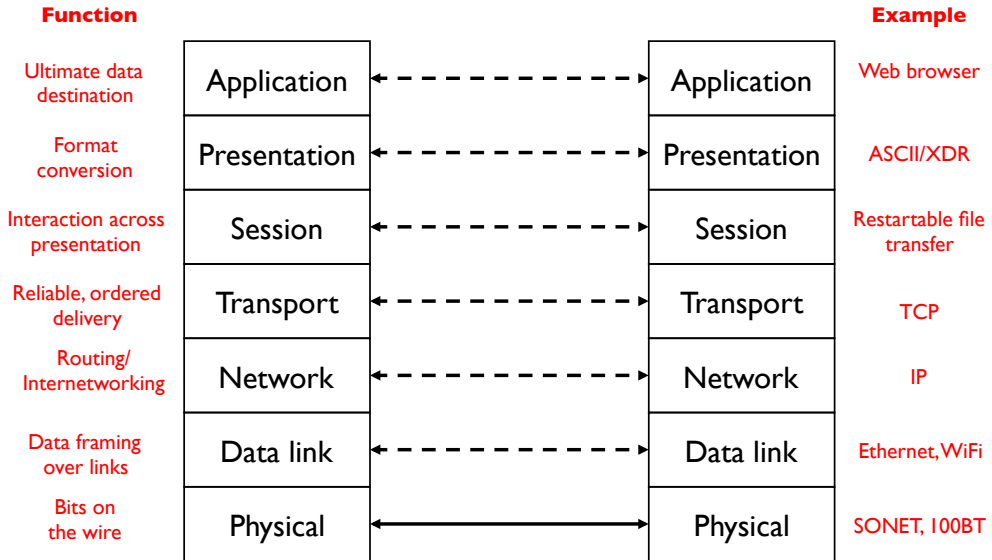 Function
Example
Ultimate data
destination
Application
Application
Web browser
Format
conversion
Presentation
Presentation
ASCII/XDR
Interaction across
presentation
Session
Session
Restartable file
transfer
Reliable, ordered
delivery
Transport
Transport
TCP
Routing/
Internetworking
Network
Network
IP
Data framing
over links
Data link
Data link
Ethernet, WiFi
Bits on
the wire
Physical
Physical
SONET, 100BT